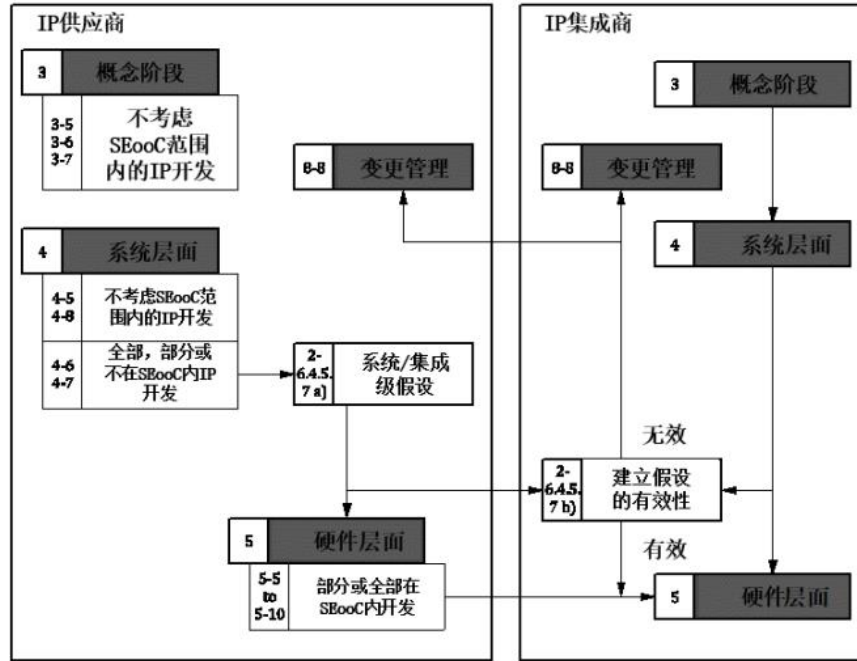 IP供应商
3 概念阶段
3-5
3-6
3-7
不考虑
SEooC范围
内的IP开发
8-8 变更管理
4 系统层面
4-5
4-8
不考虑SEooC范
围内的IP开发
4-6
4-7
全部，部分或
不在SEooC内IP
开发
2-
6.4.5.
7 a)
系统/集成
级假设
5 硬件层面
5-5
to
5-10
部分或全部在
SEooC内开发
IP集成商
3 概念阶段
8-8 变更管理
4 系统层面
无效
2-
6.4.5.
7 b)
建立假设
的有效性
有效
5 硬件层面